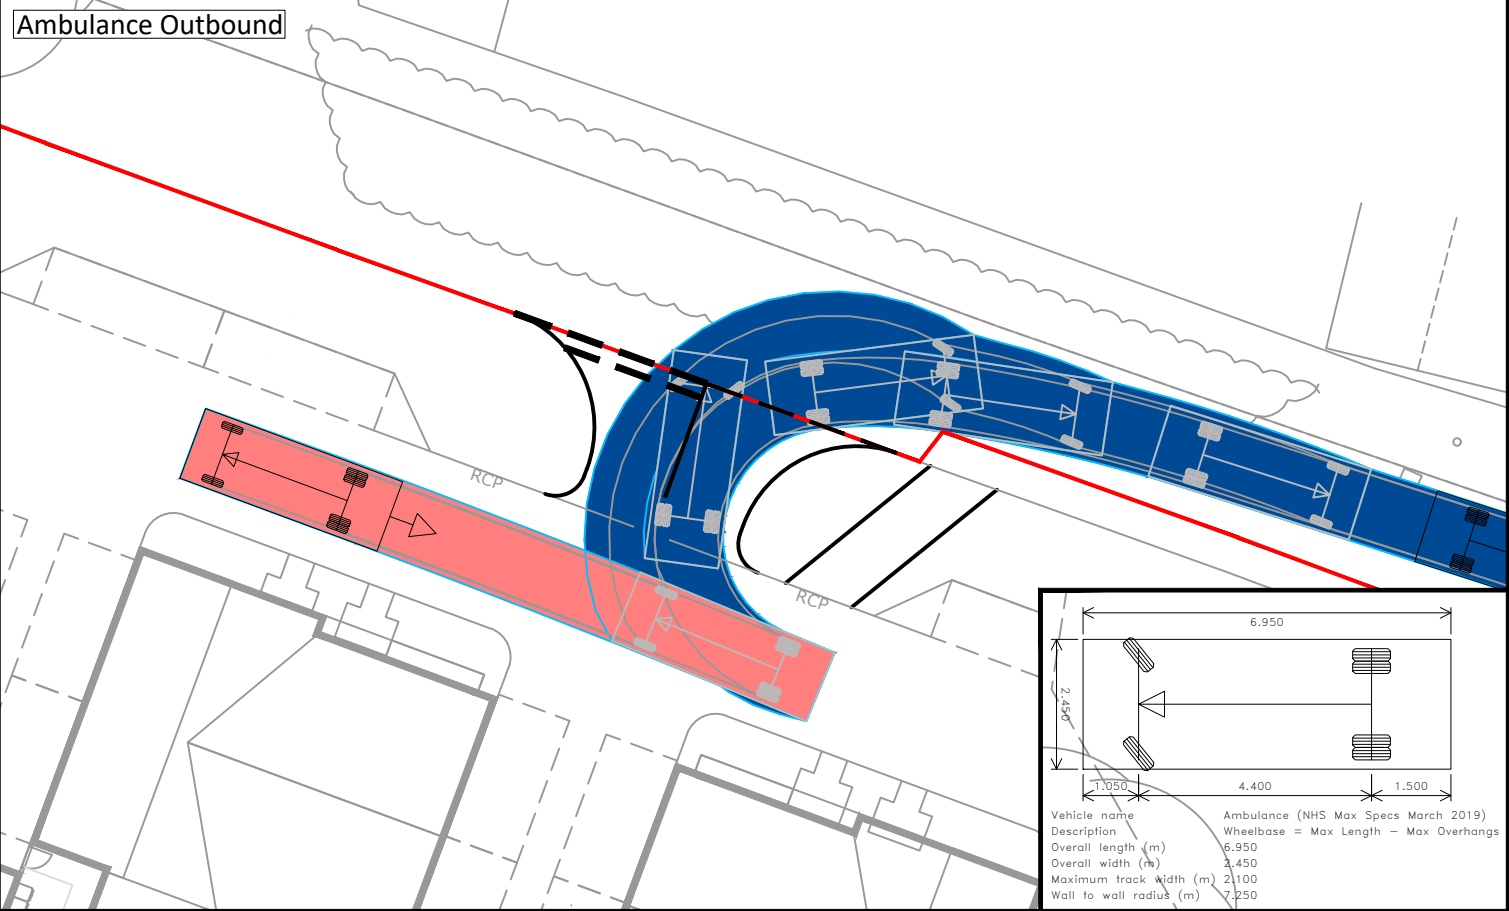 Ambulance Outbound
RCP
RCP
6.950
2.450
1.050
4.400
1.500
Vehicle name Ambulance (NHS Max Specs March 2019)
Description Wheelbase = Max Length – Max Overhangs
Overall length (m) 6.950
Overall width (m) 2.450
Maximum track width (m) 2.100
Wall to wall radius (m) 7.250